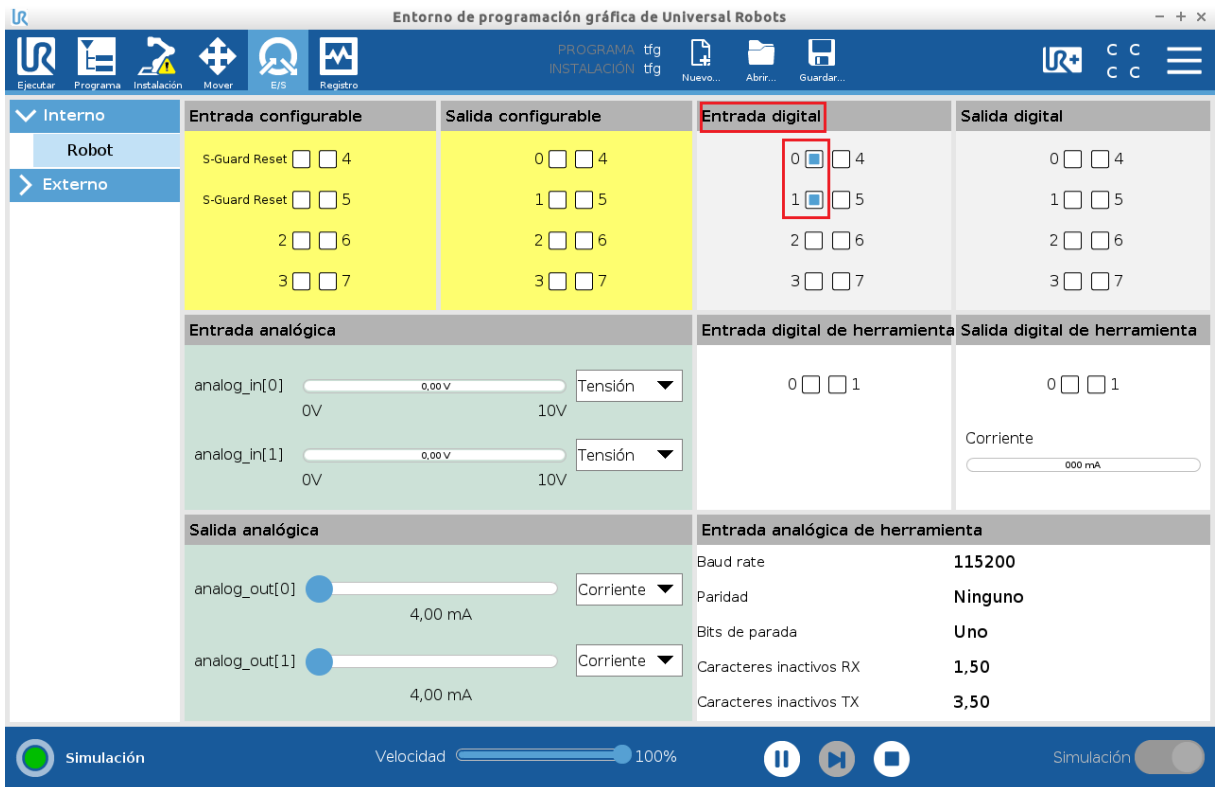 UR Entorno de programación gráfica de Universal Robots
PROGRAMA tfg
INSTALACIÓN tfg
UR UR+ C C
C C
Ejecutar Programa Instalación Mover E/S Registro Nuevo... Abrir... Guardar...
Interno
Robot
Externo
Entrada configurable
S-Guard Reset 4
S-Guard Reset 5
2 6
3 7
Salida configurable
0 4
1 5
2 6
3 7
Entrada digital
0 4
1 5
2 6
3 7
Salida digital
0 4
1 5
2 6
3 7
Entrada analógica
analog_in[0] 0,00 V Tensión
0V 10V
analog_in[1] 0,00 V Tensión
0V 10V
Entrada digital de herramienta
0 1
Salida digital de herramienta
0 1
Corriente
000 mA
Salida analógica
analog_out[0] Corriente
4,00 mA
analog_out[1] Corriente
4,00 mA
Entrada analógica de herramienta
Baud rate 115200
Paridad Ninguno
Bits de parada Uno
Caracteres inactivos RX 1,50
Caracteres inactivos TX 3,50
Simulación Velocidad 100% Simulación